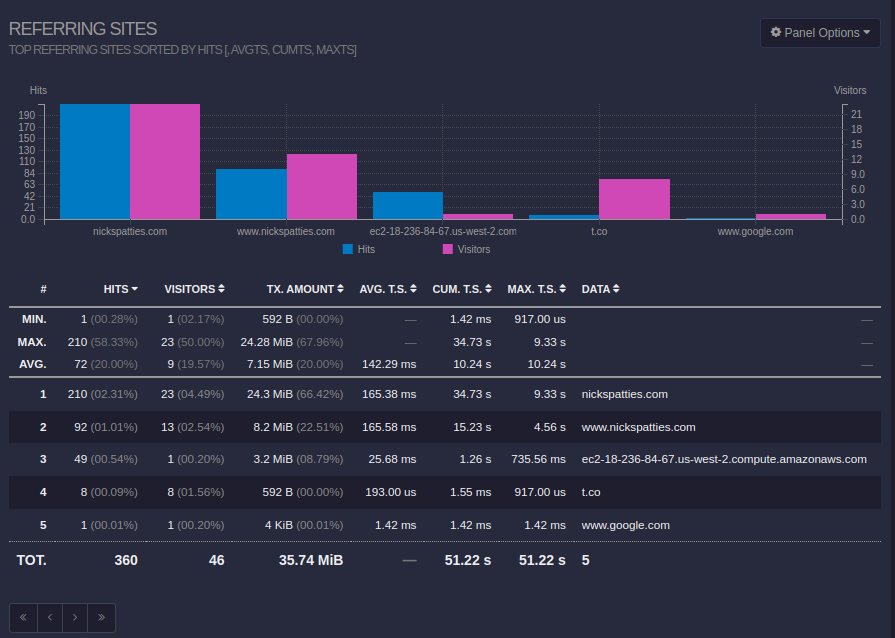 REFERRING SITES
TOP REFERRING SITES SORTED BY HITS [, AVGTS, CUMTS, MAXTS]
Panel Options
Hits Visitors
190
170
150
130
110
84
63
42
21
0.0
21
18
15
12
9.0
6.0
3.0
0.0
nickspatties.com www.nickspatties.com ec2-18-236-84-67.us-west-2.com t.co www.google.com
Hits Visitors
# HITS VISITORS TX. AMOUNT AVG. T.S. CUM. T.S. MAX. T.S. DATA
MIN. 1 (00.28%) 1 (02.17%) 592 B (00.00%) — 1.42 ms 917.00 us —
MAX. 210 (58.33%) 23 (50.00%) 24.28 MiB (67.96%) — 34.73 s 9.33 s —
AVG. 72 (20.00%) 9 (19.57%) 7.15 MiB (20.00%) 142.29 ms 10.24 s 10.24 s —
1 210 (02.31%) 23 (04.49%) 24.3 MiB (66.42%) 165.38 ms 34.73 s 9.33 s nickspatties.com
2 92 (01.01%) 13 (02.54%) 8.2 MiB (22.51%) 165.58 ms 15.23 s 4.56 s www.nickspatties.com
3 49 (00.54%) 1 (00.20%) 3.2 MiB (08.79%) 25.68 ms 1.26 s 735.56 ms ec2-18-236-84-67.us-west-2.compute.amazonaws.com
4 8 (00.09%) 8 (01.56%) 592 B (00.00%) 193.00 us 1.55 ms 917.00 us t.co
5 1 (00.01%) 1 (00.20%) 4 KiB (00.01%) 1.42 ms 1.42 ms 1.42 ms www.google.com
TOT. 360 46 35.74 MiB — 51.22 s 51.22 s 5
« ‹ › »